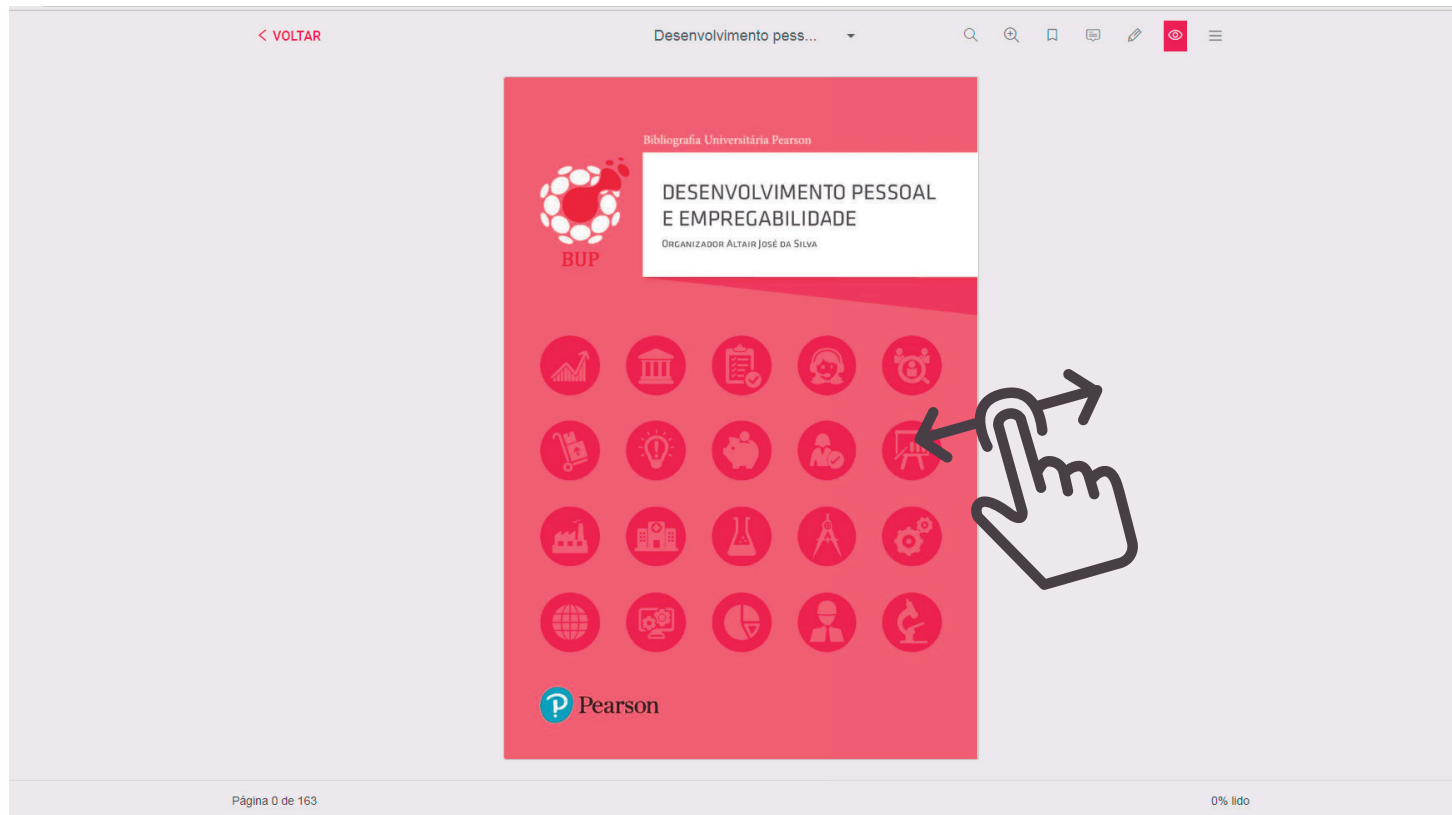 < VOLTAR
Desenvolvimento pess...
Bibliografia Universitária Pearson
DESENVOLVIMENTO PESSOAL
E EMPREGABILIDADE
Organizador Altair José da Silva
BUP
Pearson
Página 0 de 163
0% lido